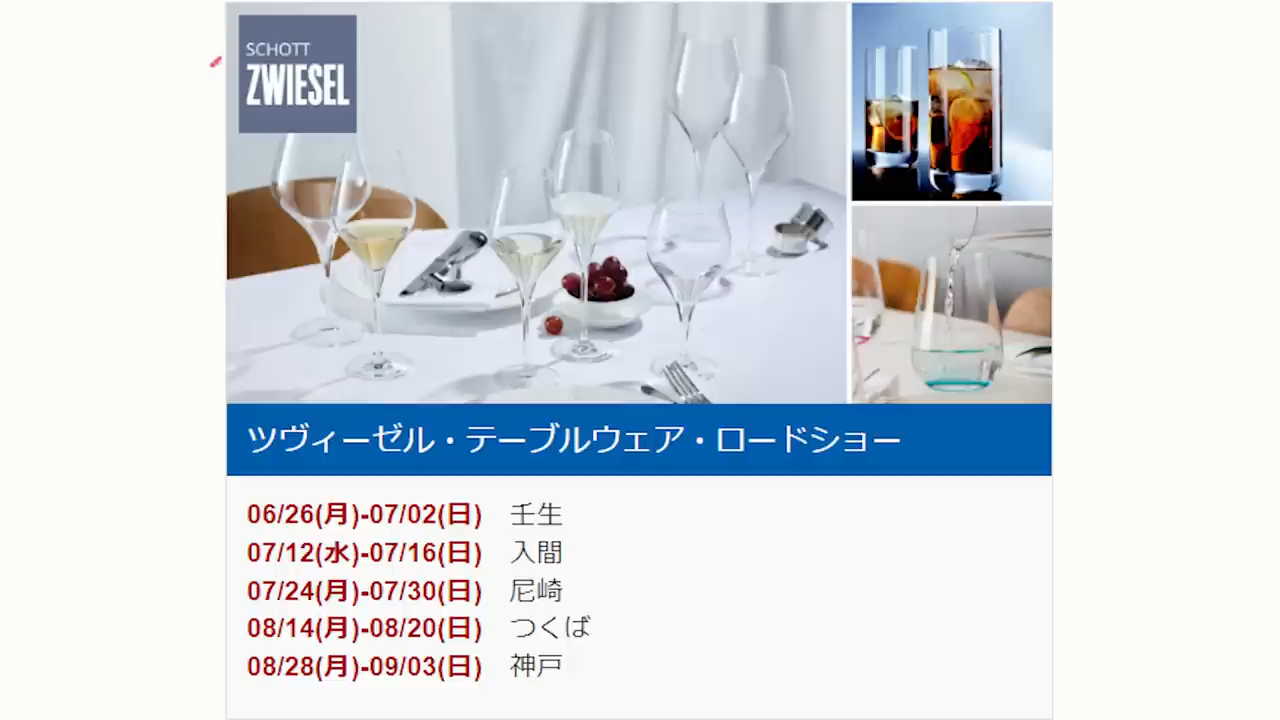 SCHOTT
ZWIESEL
ツヴィーゼル・テーブルウェア・ロードショー
06/26(月)-07/02(日) 壬生
07/12(水)-07/16(日) 入間
07/24(月)-07/30(日) 尼崎
08/14(月)-08/20(日) つくば
08/28(月)-09/03(日) 神戸